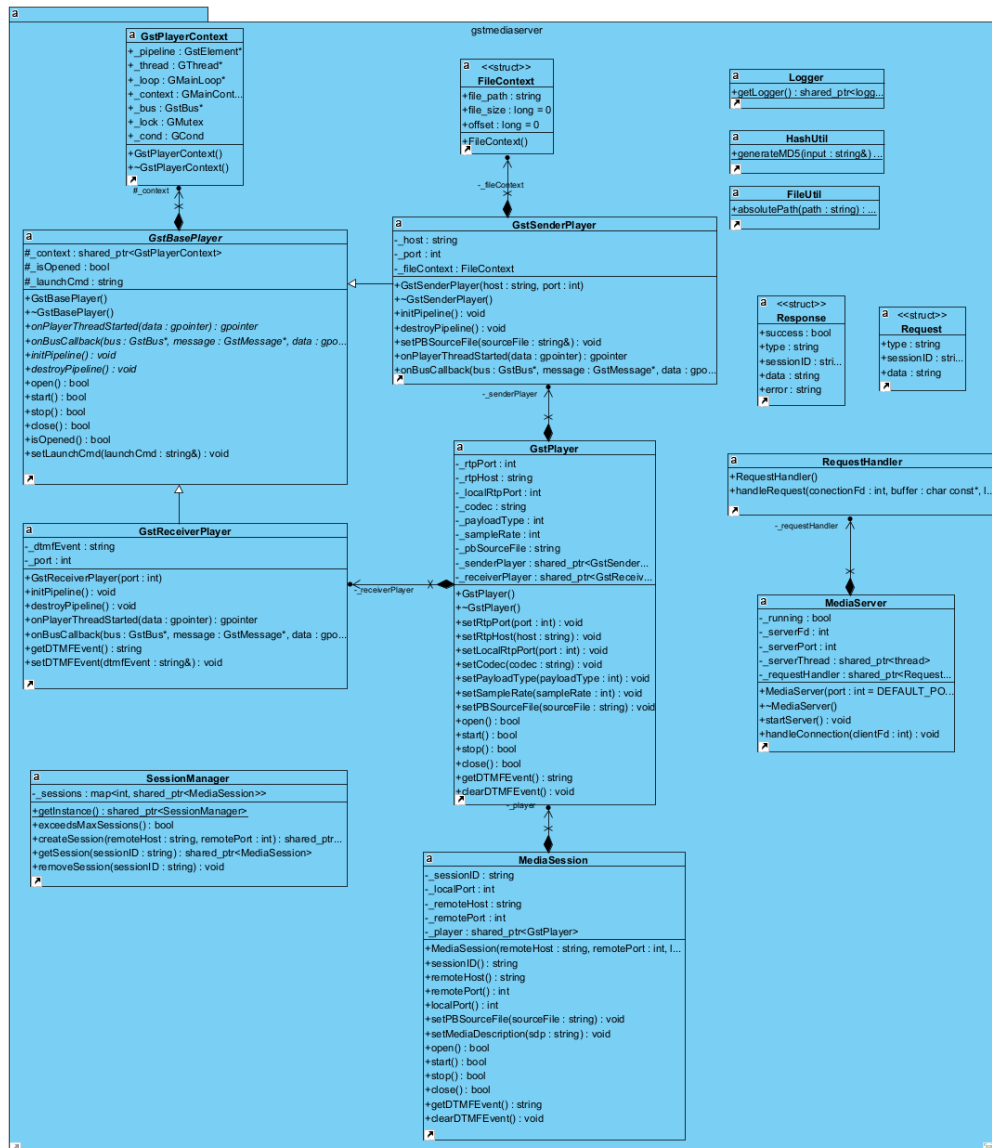 a
gstmediaserver
a
GstPlayerContext
+_pipeline : GstElement*
+_thread : GThread*
+_loop : GMainLoop*
+_context : GMainCont...
+_bus : GstBus*
+_lock : GMutex
+_cond : GCond
+GstPlayerContext()
+~GstPlayerContext()
#_context
a
<<struct>>
FileContext
+file_path : string
+file_size : long = 0
+offset : long = 0
+FileContext()
-_fileContext
a
Logger
+getLogger() : shared_ptr<logg...
a
HashUtil
+generateMD5(input : string&) ...
a
FileUtil
+absolutePath(path : string) : ...
a
GstBasePlayer
#_context : shared_ptr<GstPlayerContext>
#_isOpened : bool
#_launchCmd : string
+GstBasePlayer()
+~GstBasePlayer()
+onPlayerThreadStarted(data : gpointer) : gpointer
+onBusCallback(bus : GstBus*, message : GstMessage*, data : gpo...
+initPipeline() : void
+destroyPipeline() : void
+open() : bool
+start() : bool
+stop() : bool
+close() : bool
+isOpened() : bool
+setLaunchCmd(launchCmd : string&) : void
a
GstSenderPlayer
-_host : string
-_port : int
-_fileContext : FileContext
+GstSenderPlayer(host : string, port : int)
+~GstSenderPlayer()
+initPipeline() : void
+destroyPipeline() : void
+setPBSourceFile(sourceFile : string&) : void
+onPlayerThreadStarted(data : gpointer) : gpointer
+onBusCallback(bus : GstBus*, message : GstMessage*, data : gpo...
-_senderPlayer
a
<<struct>>
Response
+success : bool
+type : string
+sessionID : stri...
+data : string
+error : string
a
<<struct>>
Request
+type : string
+sessionID : stri...
+data : string
a
GstPlayer
-_rtpPort : int
-_rtpHost : string
-_localRtpPort : int
-_codec : string
-_payloadType : int
-_sampleRate : int
-_pbSourceFile : string
-_senderPlayer : shared_ptr<GstSender...
-_receiverPlayer : shared_ptr<GstReceiv...
+GstPlayer()
+~GstPlayer()
+setRtpPort(port : int) : void
+setRtpHost(host : string) : void
+setLocalRtpPort(port : int) : void
+setCodec(codec : string) : void
+setPayloadType(payloadType : int) : void
+setSampleRate(sampleRate : int) : void
+setPBSourceFile(sourceFile : string) : void
+open() : bool
+start() : bool
+stop() : bool
+close() : bool
+getDTMFEvent() : string
+clearDTMFEvent() : void
-_player
a
RequestHandler
+RequestHandler()
+handleRequest(conectionFd : int, buffer : char const*, l...
-_requestHandler
a
GstReceiverPlayer
-_dtmfEvent : string
-_port : int
+GstReceiverPlayer(port : int)
+initPipeline() : void
+destroyPipeline() : void
+onPlayerThreadStarted(data : gpointer) : gpointer
+onBusCallback(bus : GstBus*, message : GstMessage*, data : gpo...
+getDTMFEvent() : string
+setDTMFEvent(dtmfEvent : string&) : void
-_receiverPlayer
a
MediaServer
-_running : bool
-_serverFd : int
-_serverPort : int
-_serverThread : shared_ptr<thread>
-_requestHandler : shared_ptr<Request...
+MediaServer(port : int = DEFAULT_PO...
+~MediaServer()
+startServer() : void
+handleConnection(clientFd : int) : void
a
SessionManager
-_sessions : map<int, shared_ptr<MediaSession>>
+getInstance() : shared_ptr<SessionManager>
+exceedsMaxSessions() : bool
+createSession(remoteHost : string, remotePort : int) : shared_ptr...
+getSession(sessionID : string) : shared_ptr<MediaSession>
+removeSession(sessionID : string) : void
a
MediaSession
-_sessionID : string
-_localPort : int
-_remoteHost : string
-_remotePort : int
-_player : shared_ptr<GstPlayer>
+MediaSession(remoteHost : string, remotePort : int, l...
+sessionID() : string
+remoteHost() : string
+remotePort() : int
+localPort() : int
+setPBSourceFile(sourceFile : string) : void
+setMediaDescription(sdp : string) : void
+open() : bool
+start() : bool
+stop() : bool
+close() : bool
+getDTMFEvent() : string
+clearDTMFEvent() : void